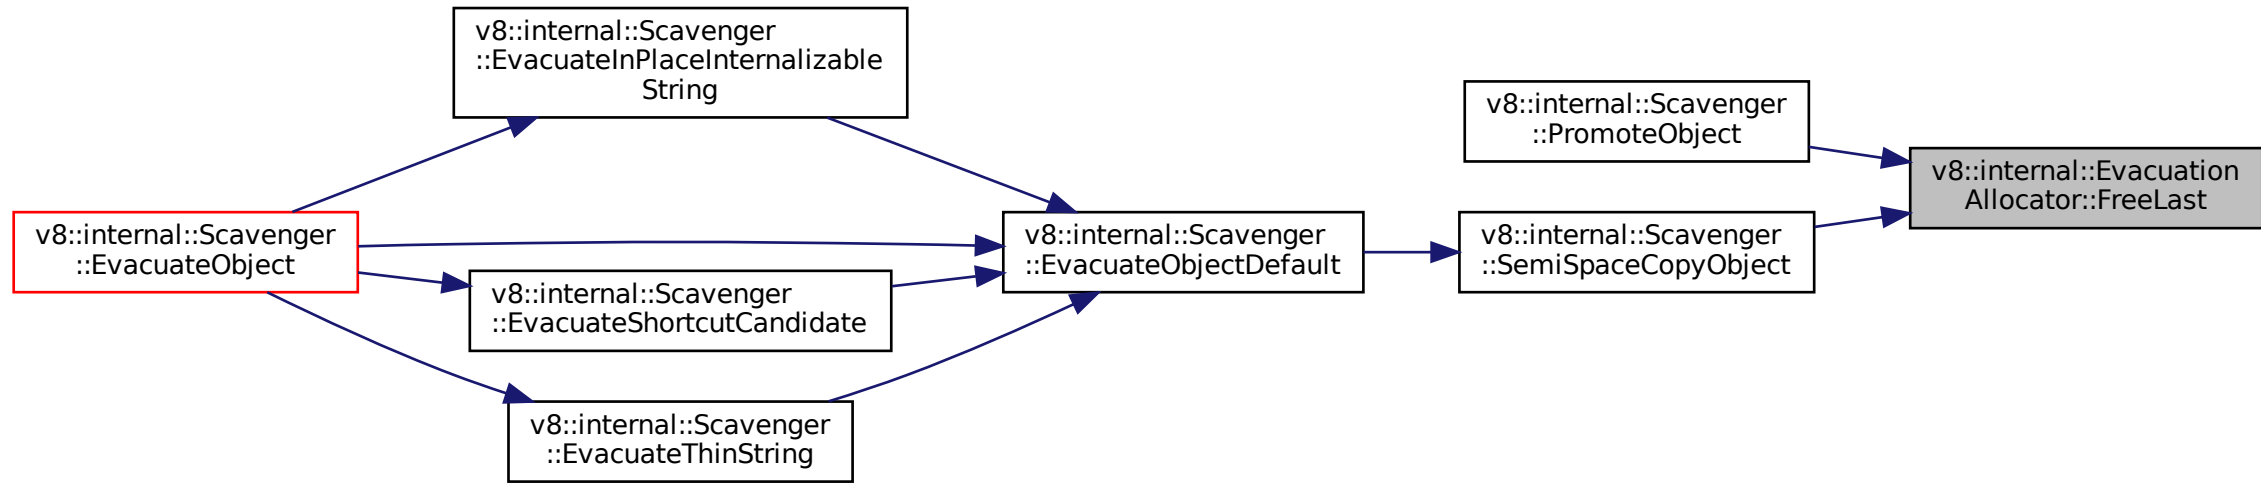 v8::internal::Scavenger
::EvacuateInPlaceInternalizable
String
v8::internal::Scavenger
::PromoteObject
v8::internal::Evacuation
Allocator::FreeLast
v8::internal::Scavenger
::EvacuateObject
v8::internal::Scavenger
::EvacuateObjectDefault
v8::internal::Scavenger
::SemiSpaceCopyObject
v8::internal::Scavenger
::EvacuateShortcutCandidate
v8::internal::Scavenger
::EvacuateThinString